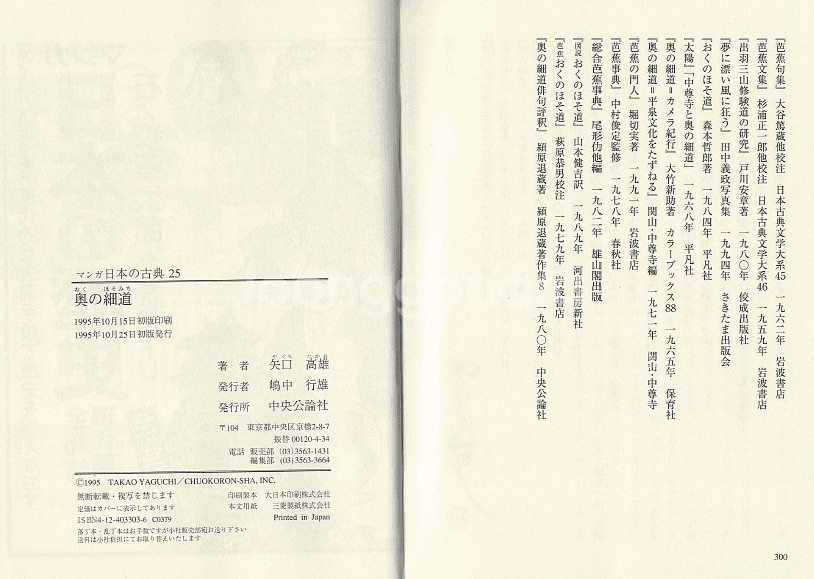 『芭蕉句集』 大谷篤蔵他校注 日本古典文学大系45 一九六二年 岩波書店
『芭蕉文集』 杉浦正一郎他校注 日本古典文学大系46 一九五九年 岩波書店
『出羽三山修験道の研究』 戸川安章著 一九八〇年 佼成出版社
『夢に漂い風に狂う』 田中義政写真集 一九九四年 さきたま出版会
『おくのほそ道』 森本哲郎著 一九八四年 平凡社
『太陽』「中尊寺と奥の細道」 一九六八年 平凡社
『奥の細道=カメラ紀行』 大竹新助著 カラーブックス88 一九六五年 保育社
『奥の細道=平泉文化をたずねる』 関山・中尊寺編 一九七一年 関山・中尊寺
『芭蕉の門人』 堀切実著 一九九一年 岩波書店
『芭蕉事典』 中村俊定監修 一九七八年 春秋社
『総合芭蕉事典』 尾形仂他編 一九八二年 雄山閣出版
『図説 おくのほそ道』 山本健吉訳 一九八九年 河出書房新社
『芭蕉 おくのほそ道』 萩原恭男校注 一九七九年 岩波書店
『奥の細道俳句評釈』 潁原退蔵著 潁原退蔵著作集8 一九八〇年 中央公論社
300
マンガ日本の古典 25
おく ほそみち
奥の細道
1995年10月15日初版印刷
1995年10月25日初版発行
やぐち たかお
著者 矢口 高雄
発行者 嶋中 行雄
発行所 中央公論社
〒104 東京都中央区京橋2-8-7
振替 00120-4-34
電話 販売部 (03)3563-1431
編集部 (03)3563-3664
©1995 TAKAO YAGUCHI/CHUOKORON-SHA, INC.
無断転載・複写を禁じます 印刷製本 大日本印刷株式会社
定価はカバーに表示してあります 本文用紙 三菱製紙株式会社
ISBN4-12-403303-6 C0379 Printed in Japan
落丁本・乱丁本はお手数ですが小社販売部宛お送り下さい
送料は小社負担にてお取り替えいたします